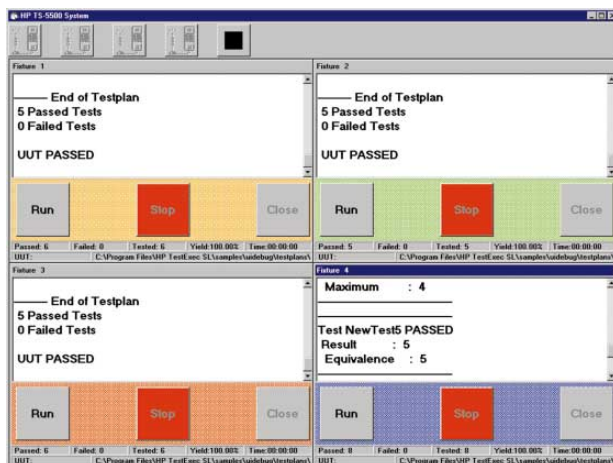 HP TS-5500 System
Fixture 1
End of Testplan
5 Passed Tests
0 Failed Tests
UUT PASSED
Run Stop Close
Passed: 6 Failed: 0 Tested: 6 Yield:100.00% Time:00:00:00
UUT: C:\Program Files\HP TestExec SL\samples\uidebug\testplans\
Fixture 2
End of Testplan
5 Passed Tests
0 Failed Tests
UUT PASSED
Run Stop Close
Passed: 5 Failed: 0 Tested: 5 Yield:100.00% Time:00:00:00
UUT: C:\Program Files\HP TestExec SL\samples\uidebug\testplans\
Fixture 3
End of Testplan
5 Passed Tests
0 Failed Tests
UUT PASSED
Run Stop Close
Passed: 6 Failed: 0 Tested: 6 Yield:100.00% Time:00:00:00
UUT: C:\Program Files\HP TestExec SL\samples\uidebug\testplans\
Fixture 4
Maximum : 4
Test NewTest5 PASSED
Result : 5
Equivalence : 5
Run Stop Close
Passed: 8 Failed: 0 Tested: 8 Yield:100.00% Time:00:00:00
UUT: C:\Program Files\HP TestExec SL\samples\uidebug\testplans\